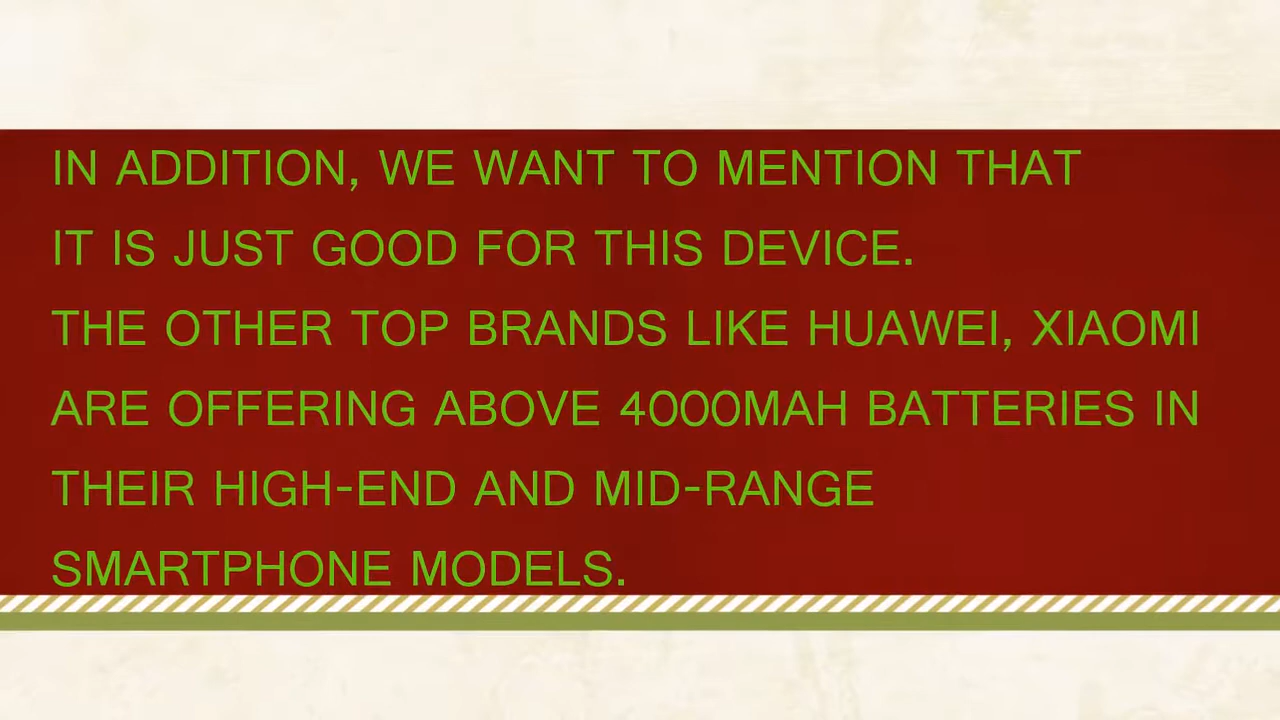 IN ADDITION, WE WANT TO MENTION THAT
IT IS JUST GOOD FOR THIS DEVICE.
THE OTHER TOP BRANDS LIKE HUAWEI, XIAOMI
ARE OFFERING ABOVE 4000MAH BATTERIES IN
THEIR HIGH-END AND MID-RANGE
SMARTPHONE MODELS.